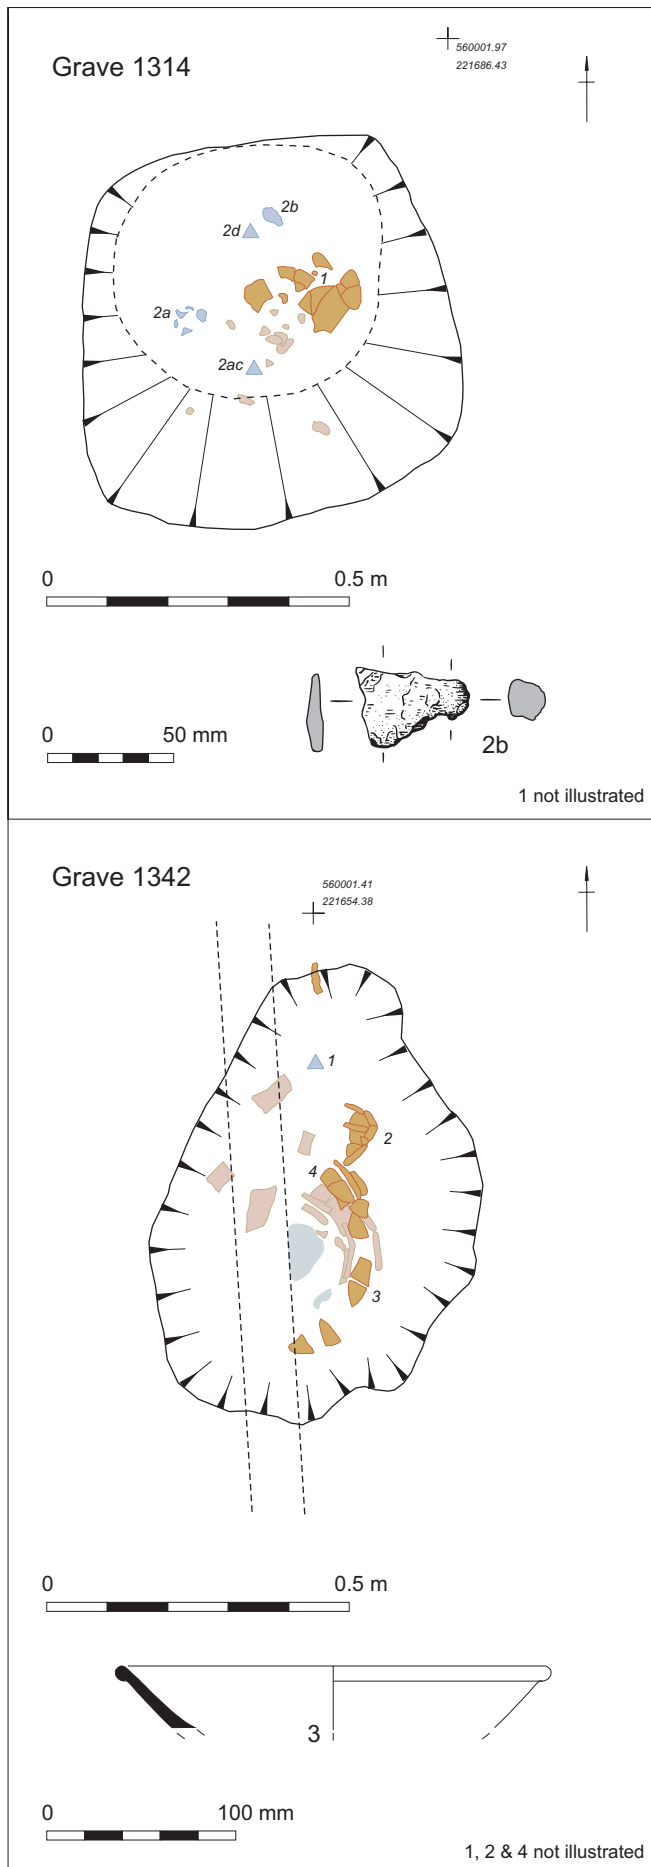 Grave 1314
560001.97
221686.43
2b
2d
1
2a
2ac
0 0.5 m
0 50 mm
2b
1 not illustrated
Grave 1342
560001.41
221654.38
1
2
4
3
0 0.5 m
3
0 100 mm
1, 2 & 4 not illustrated